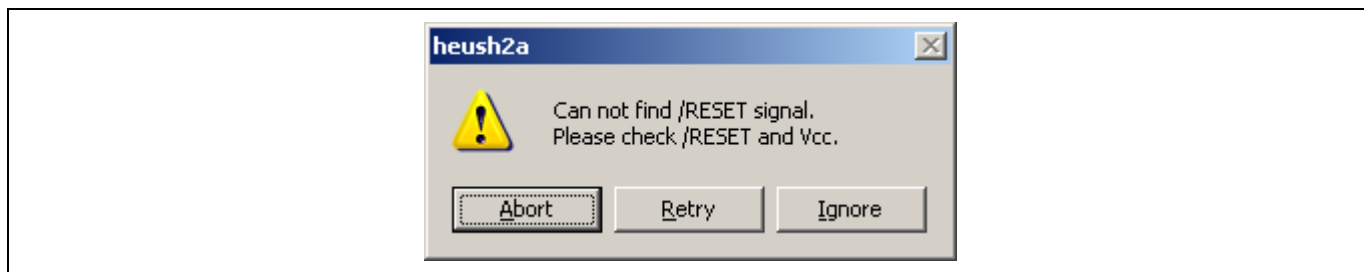 heush2a
Can not find /RESET signal.
Please check /RESET and Vcc.
Abort Retry Ignore